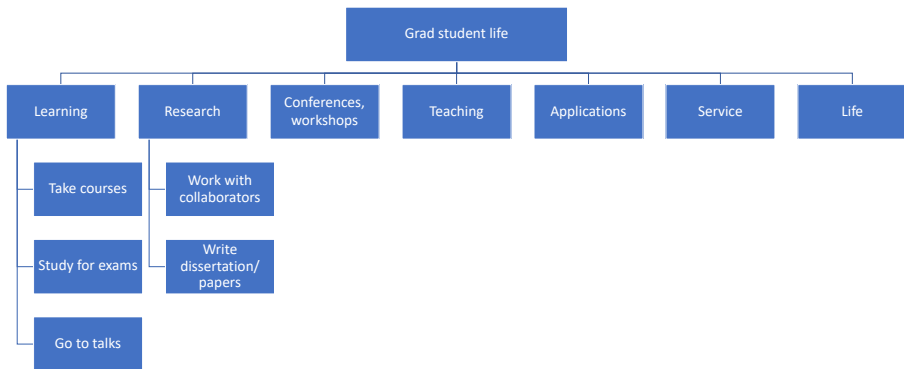 Grad student life
Learning
Research
Conferences,
workshops
Teaching
Applications
Service
Life
Take courses
Study for exams
Go to talks
Work with
collaborators
Write
dissertation/
papers